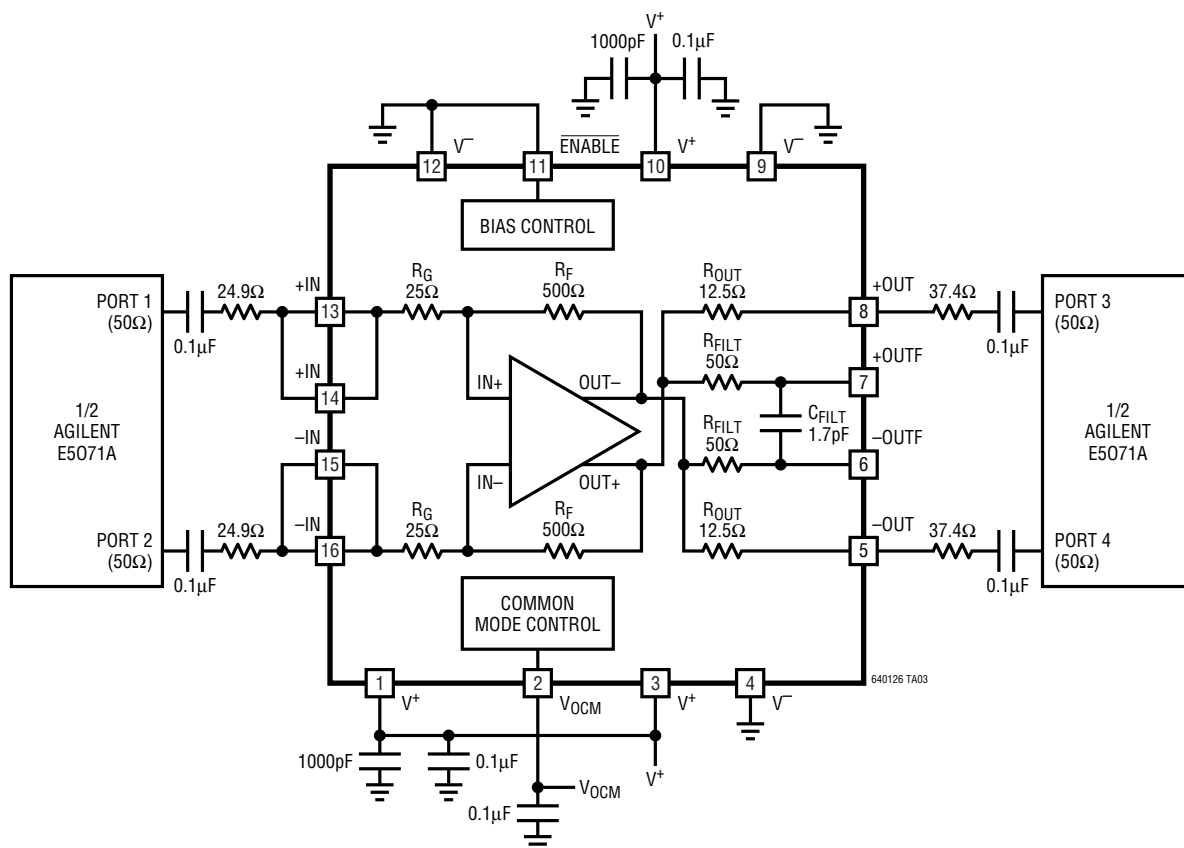 V+
1000pF
0.1µF
V−
ENABLE
V+
V−
12
11
10
9
BIAS CONTROL
PORT 1
(50Ω)
0.1µF
24.9Ω
+IN
13
RG
25Ω
RF
500Ω
ROUT
12.5Ω
+OUT
8
37.4Ω
0.1µF
PORT 3
(50Ω)
+IN
14
IN+
OUT−
RFILT
50Ω
+OUTF
7
1/2
AGILENT
E5O71A
CFILT
1.7pF
1/2
AGILENT
E5O71A
−IN
15
IN−
OUT+
RFILT
50Ω
−OUTF
6
PORT 2
(50Ω)
0.1µF
24.9Ω
−IN
16
RG
25Ω
RF
500Ω
ROUT
12.5Ω
−OUT
5
37.4Ω
0.1µF
PORT 4
(50Ω)
COMMON
MODE CONTROL
640126 TA03
1
2
3
4
V+
VOCM
V+
V−
1000pF
0.1µF
V+
VOCM
0.1µF